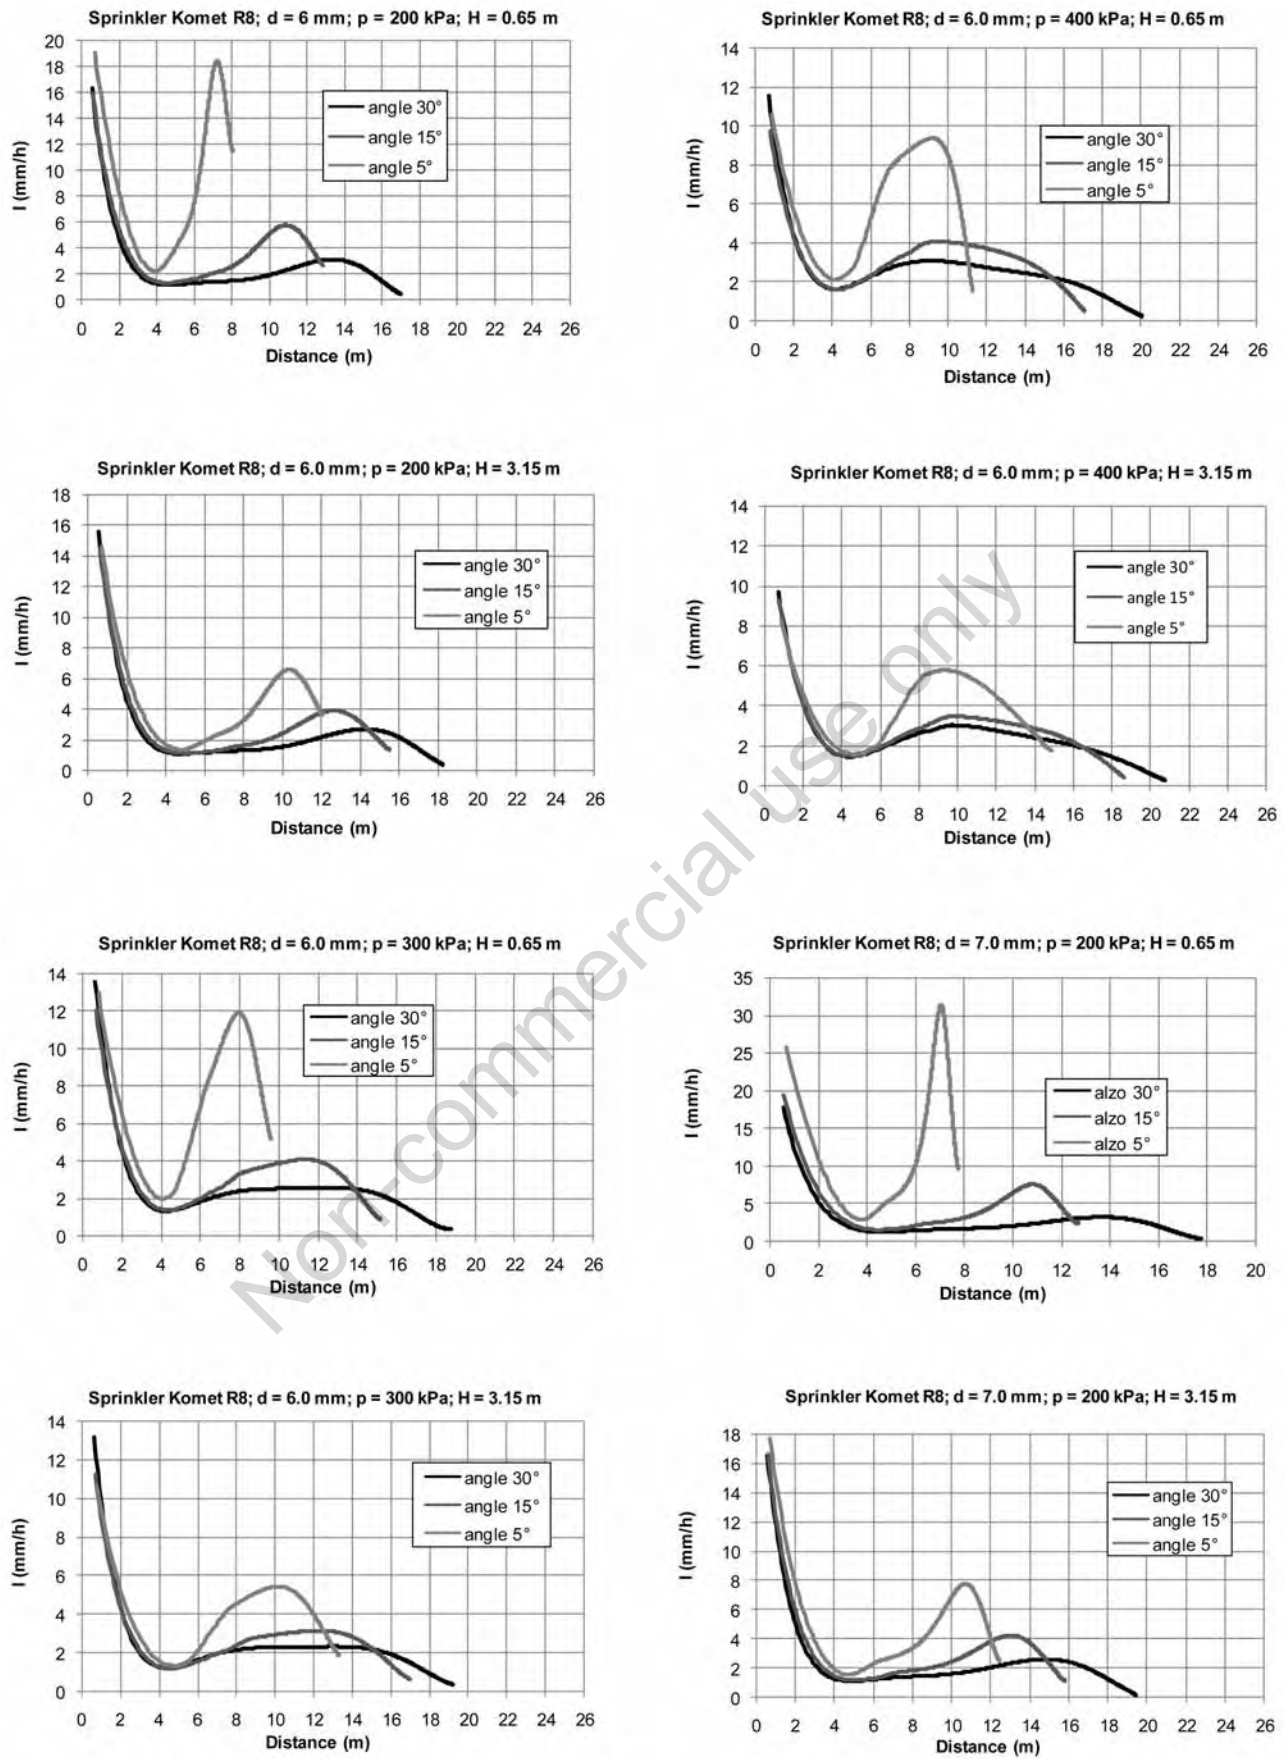 Sprinkler Komet R8; d = 6 mm; p = 200 kPa; H = 0.65 m
20
18
16
14
12
10
8
6
4
2
0
I (mm/h)
angle 30°
angle 15°
angle 5°
0 2 4 6 8 10 12 14 16 18 20 22 24 26
Distance (m)
Sprinkler Komet R8; d = 6.0 mm; p = 400 kPa; H = 0.65 m
14
12
10
8
6
4
2
0
I (mm/h)
angle 30°
angle 15°
angle 5°
0 2 4 6 8 10 12 14 16 18 20 22 24 26
Distance (m)
Sprinkler Komet R8; d = 6.0 mm; p = 200 kPa; H = 3.15 m
18
16
14
12
10
8
6
4
2
0
I (mm/h)
angle 30°
angle 15°
angle 5°
0 2 4 6 8 10 12 14 16 18 20 22 24 26
Distance (m)
Sprinkler Komet R8; d = 6.0 mm; p = 400 kPa; H = 3.15 m
14
12
10
8
6
4
2
0
I (mm/h)
angle 30°
angle 15°
angle 5°
0 2 4 6 8 10 12 14 16 18 20 22 24 26
Distance (m)
Sprinkler Komet R8; d = 6.0 mm; p = 300 kPa; H = 0.65 m
14
12
10
8
6
4
2
0
I (mm/h)
angle 30°
angle 15°
angle 5°
0 2 4 6 8 10 12 14 16 18 20 22 24 26
Distance (m)
Sprinkler Komet R8; d = 7.0 mm; p = 200 kPa; H = 0.65 m
35
30
25
20
15
10
5
0
I (mm/h)
alzo 30°
alzo 15°
alzo 5°
0 2 4 6 8 10 12 14 16 18 20
Distance (m)
Sprinkler Komet R8; d = 6.0 mm; p = 300 kPa; H = 3.15 m
14
12
10
8
6
4
2
0
I (mm/h)
angle 30°
angle 15°
angle 5°
0 2 4 6 8 10 12 14 16 18 20 22 24 26
Distance (m)
Sprinkler Komet R8; d = 7.0 mm; p = 200 kPa; H = 3.15 m
18
16
14
12
10
8
6
4
2
0
I (mm/h)
angle 30°
angle 15°
angle 5°
0 2 4 6 8 10 12 14 16 18 20 22 24 26
Distance (m)
Non-commercial use only